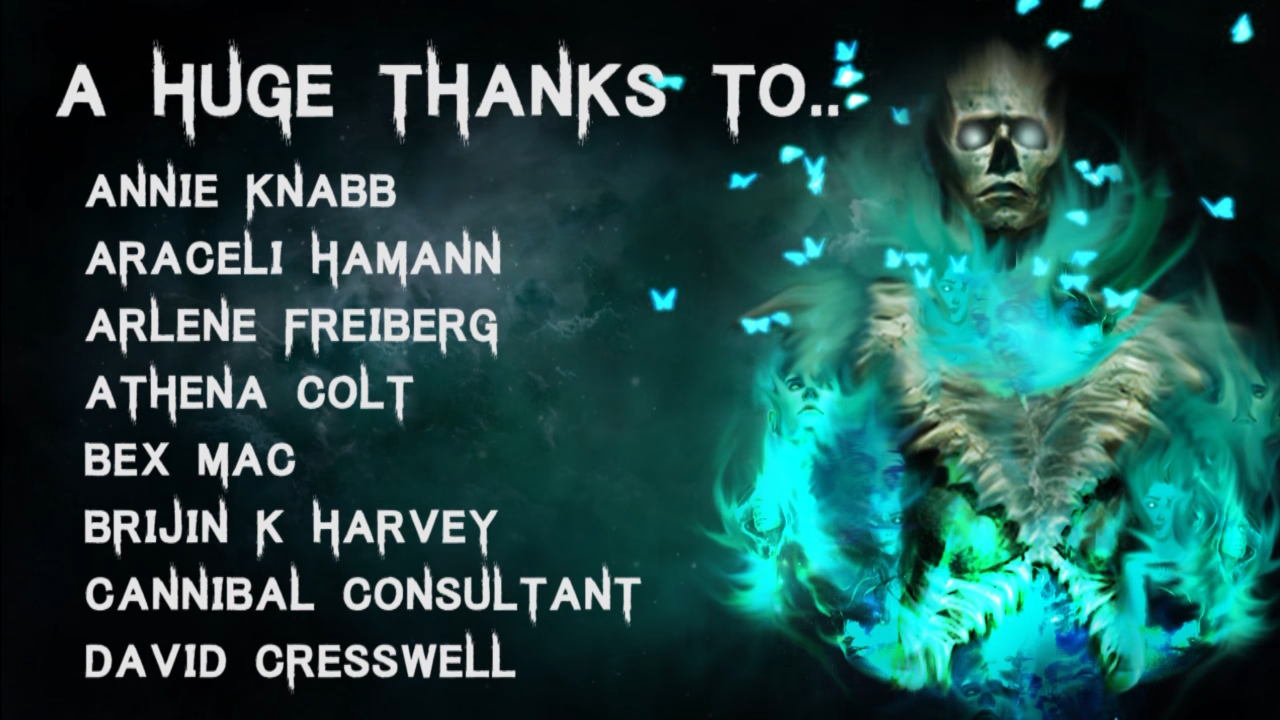 A HUGE THANKS TO..
ANNIE KNABB
ARACELI HAMANN
ARLENE FREIBERG
ATHENA COLT
BEX MAC
BRIJIN K HARVEY
CANNIBAL CONSULTANT
DAVID CRESSWELL